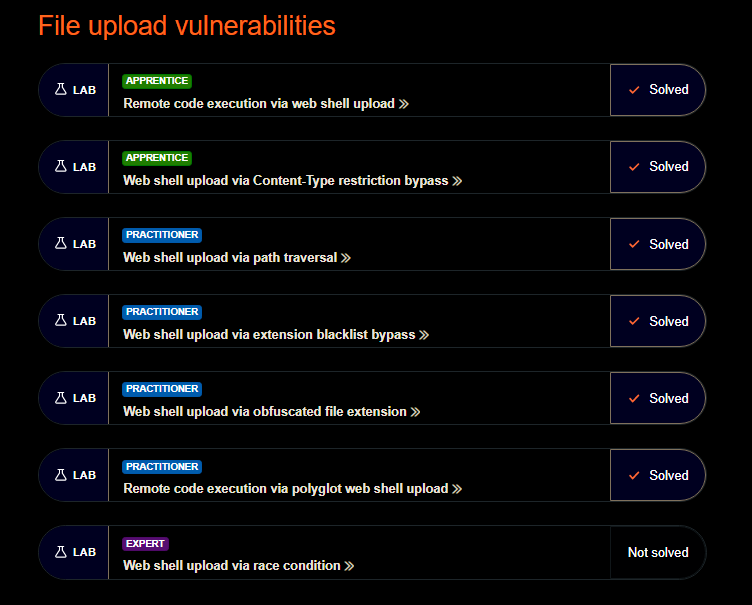 File upload vulnerabilities
LAB
APPRENTICE
Remote code execution via web shell upload »
Solved
LAB
APPRENTICE
Web shell upload via Content-Type restriction bypass »
Solved
LAB
PRACTITIONER
Web shell upload via path traversal »
Solved
LAB
PRACTITIONER
Web shell upload via extension blacklist bypass »
Solved
LAB
PRACTITIONER
Web shell upload via obfuscated file extension »
Solved
LAB
PRACTITIONER
Remote code execution via polyglot web shell upload »
Solved
LAB
EXPERT
Web shell upload via race condition »
Not solved